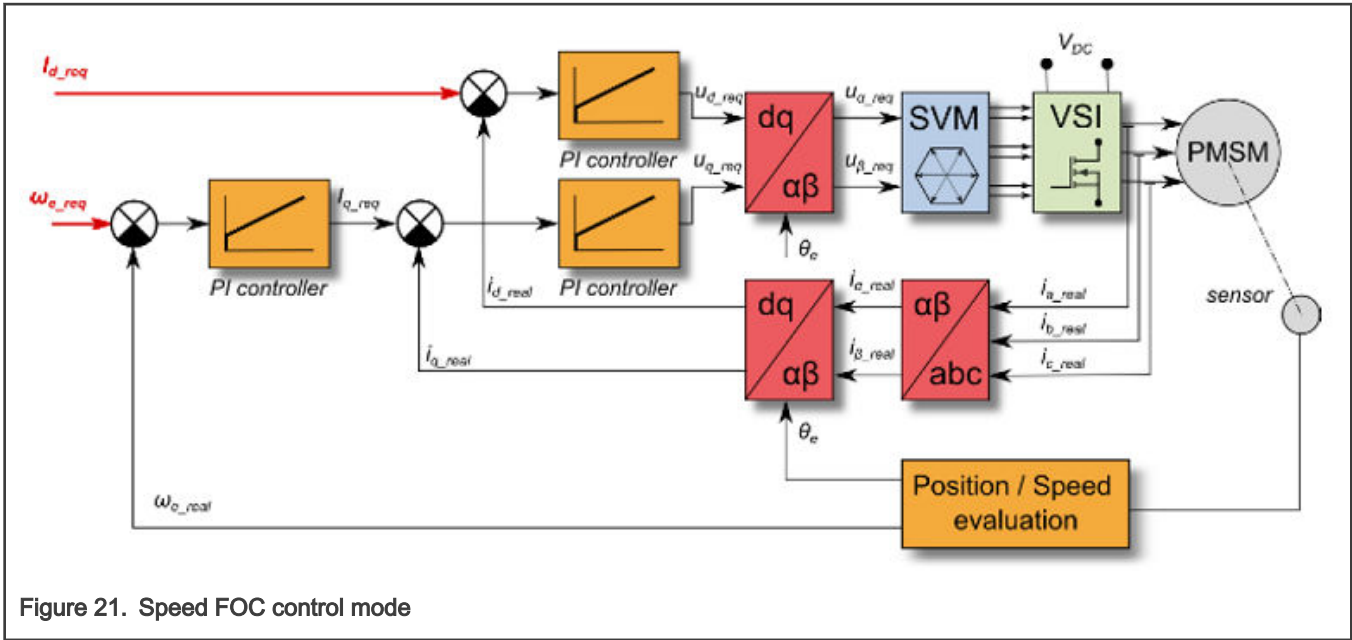 V_DC
I_d_req
u_d_req
u_α_req
dq
αβ
SVM
VSI
PMSM
PI controller
u_q_req
u_β_req
ω_e_req
I_q_req
θ_e
PI controller
i_d_real
PI controller
dq
αβ
i_α_real
i_β_real
αβ
abc
i_a_real
i_b_real
i_c_real
sensor
i_q_real
θ_e
Position / Speed
evaluation
ω_e_real
Figure 21. Speed FOC control mode